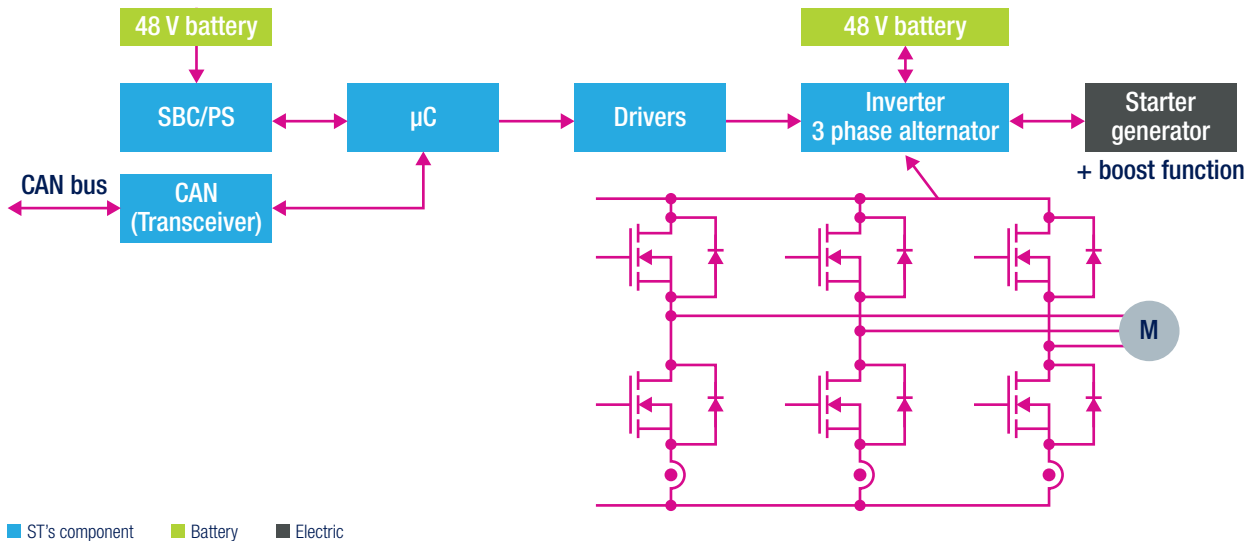 48 V battery
48 V battery
SBC/PS
µC
Drivers
Inverter
3 phase alternator
Starter
generator
+ boost function
CAN bus
CAN
(Transceiver)
M
ST's component
Battery
Electric